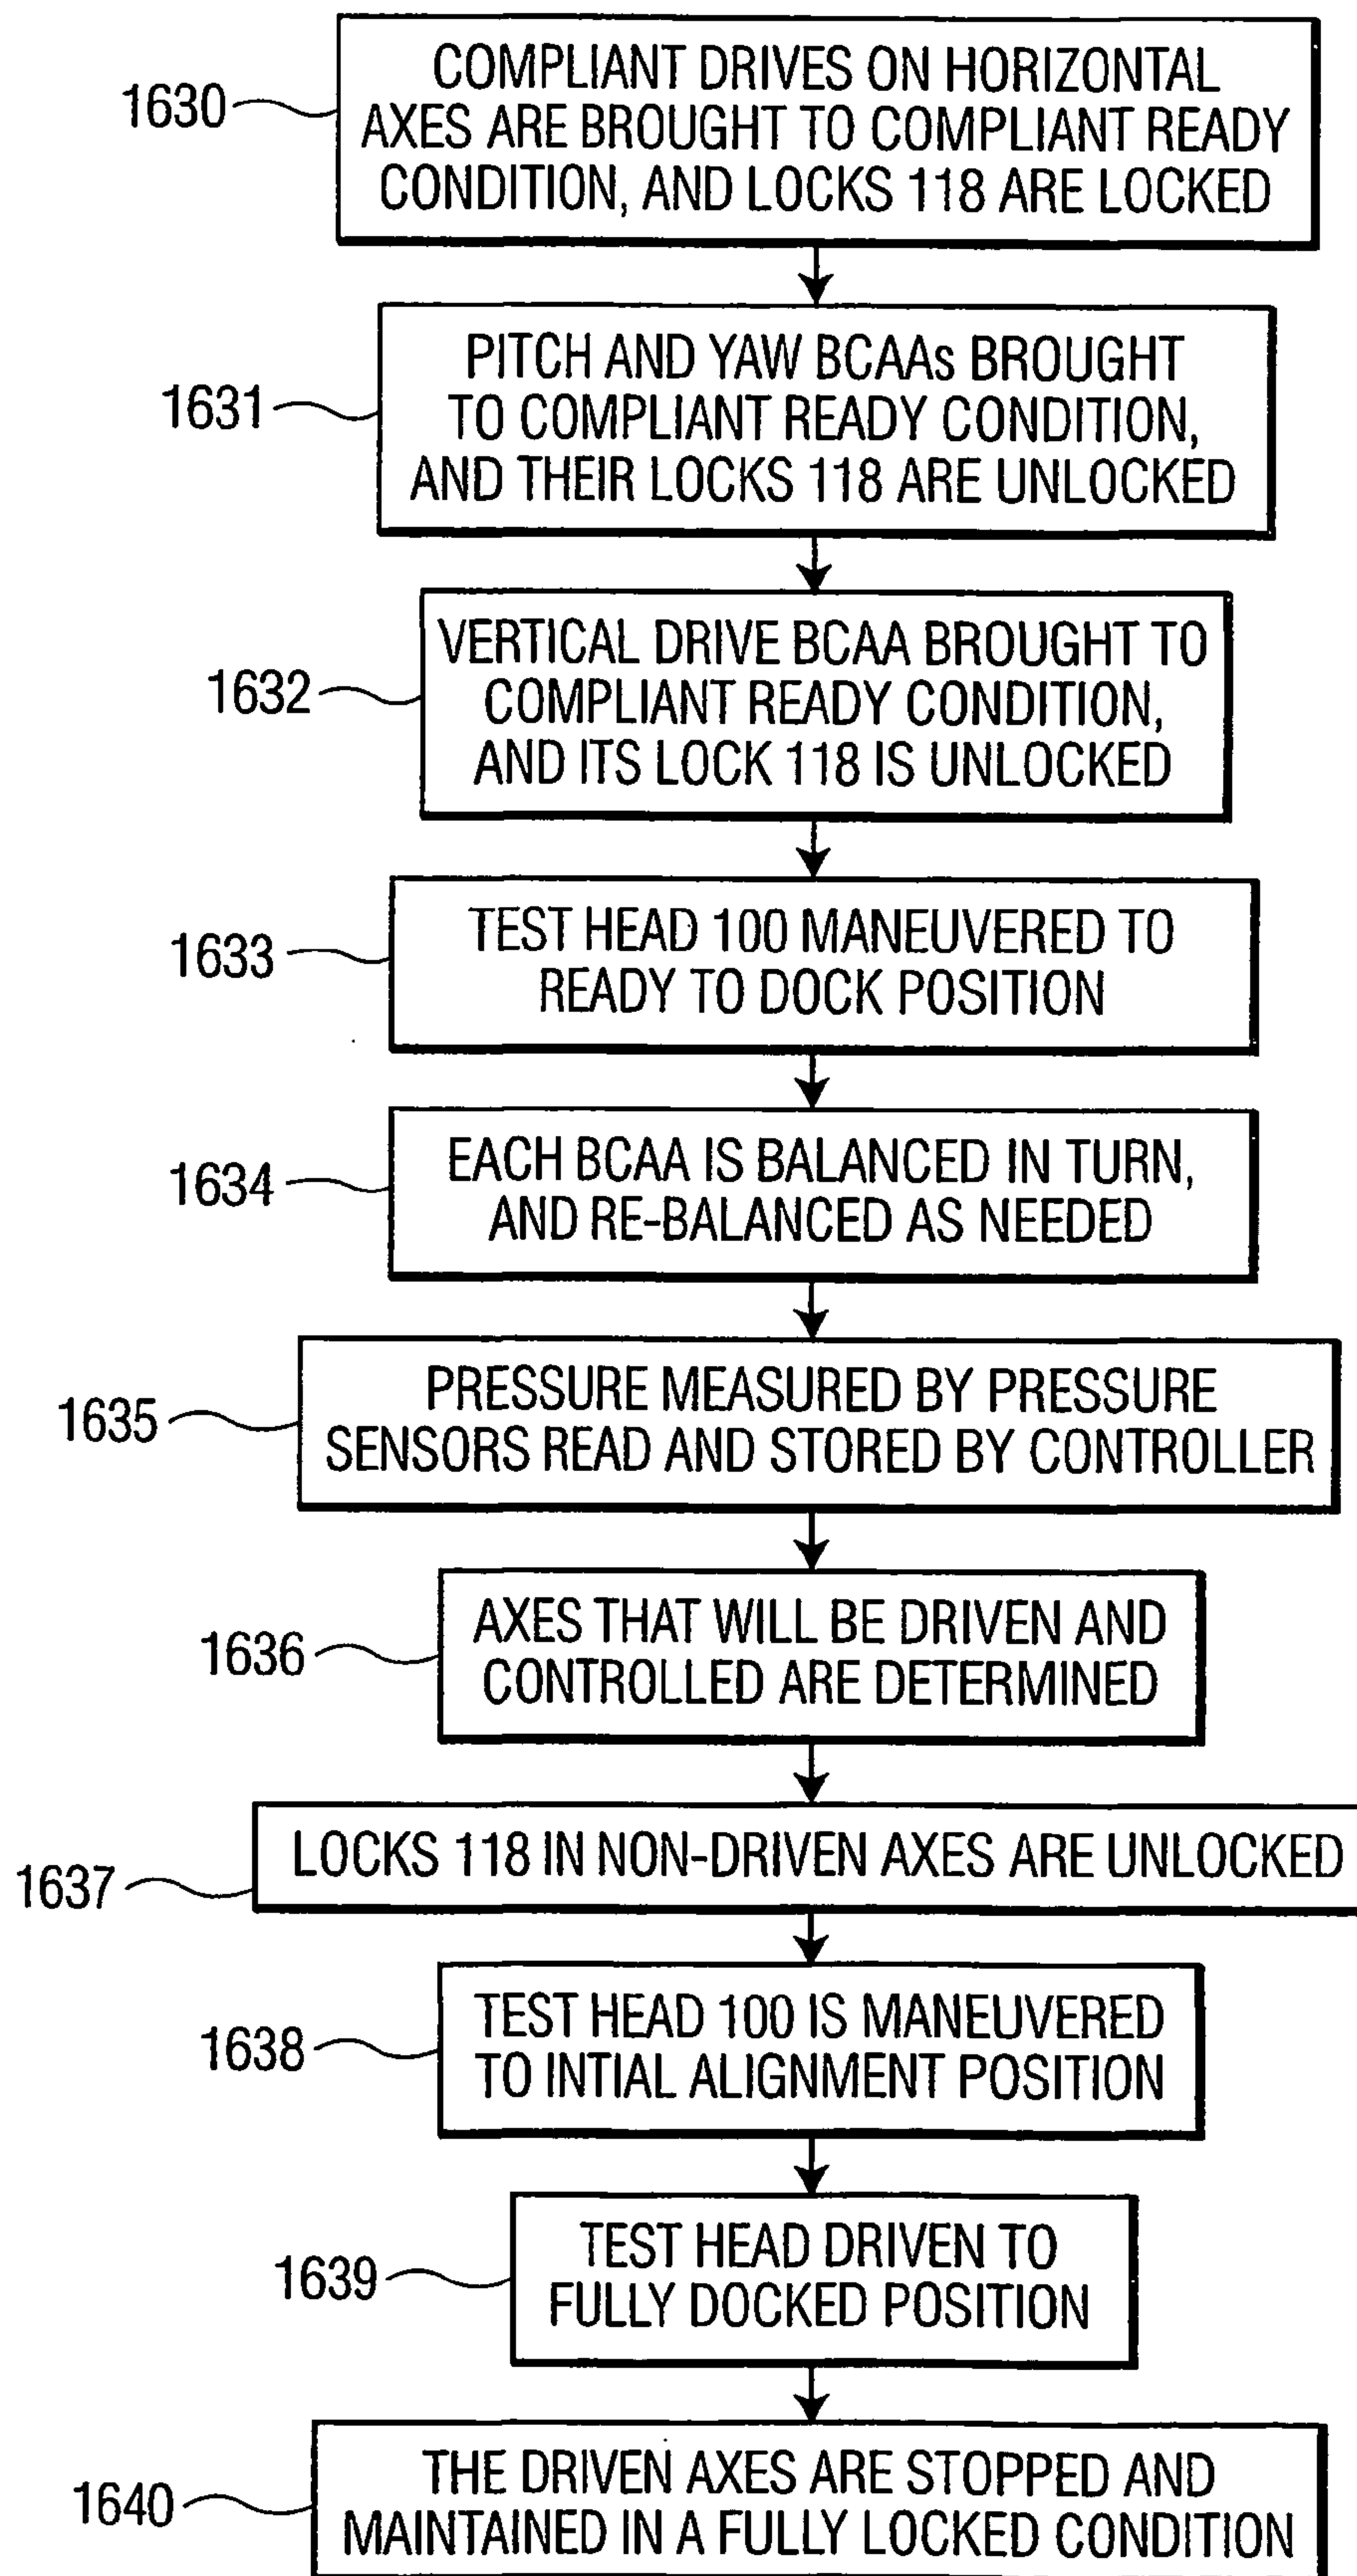 1630
COMPLIANT DRIVES ON HORIZONTAL
AXES ARE BROUGHT TO COMPLIANT READY
CONDITION, AND LOCKS 118 ARE LOCKED
1631
PITCH AND YAW BCAAs BROUGHT
TO COMPLIANT READY CONDITION,
AND THEIR LOCKS 118 ARE UNLOCKED
1632
VERTICAL DRIVE BCAA BROUGHT TO
COMPLIANT READY CONDITION,
AND ITS LOCK 118 IS UNLOCKED
1633
TEST HEAD 100 MANEUVERED TO
READY TO DOCK POSITION
1634
EACH BCAA IS BALANCED IN TURN,
AND RE-BALANCED AS NEEDED
1635
PRESSURE MEASURED BY PRESSURE
SENSORS READ AND STORED BY CONTROLLER
1636
AXES THAT WILL BE DRIVEN AND
CONTROLLED ARE DETERMINED
1637
LOCKS 118 IN NON-DRIVEN AXES ARE UNLOCKED
1638
TEST HEAD 100 IS MANEUVERED
TO INTIAL ALIGNMENT POSITION
1639
TEST HEAD DRIVEN TO
FULLY DOCKED POSITION
1640
THE DRIVEN AXES ARE STOPPED AND
MAINTAINED IN A FULLY LOCKED CONDITION